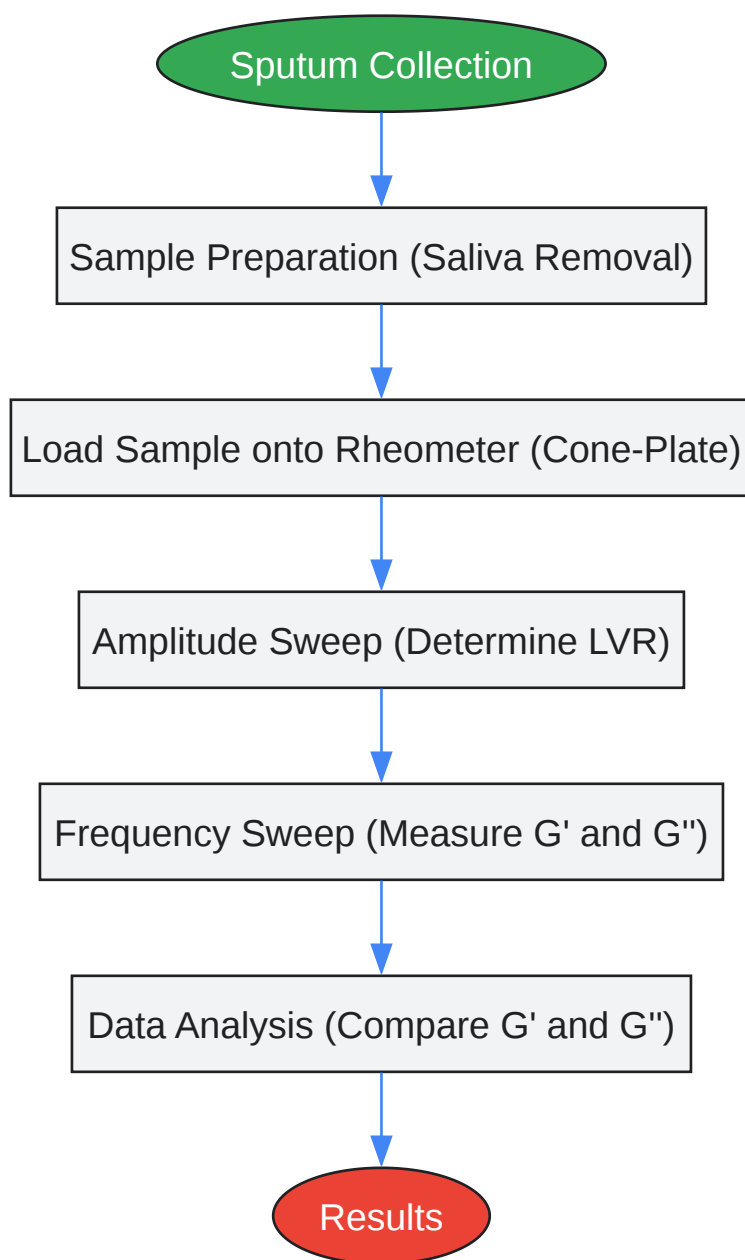 Sputum Collection
Sample Preparation (Saliva Removal)
Load Sample onto Rheometer (Cone-Plate)
Amplitude Sweep (Determine LVR)
Frequency Sweep (Measure G' and G'')
Data Analysis (Compare G' and G'')
Results